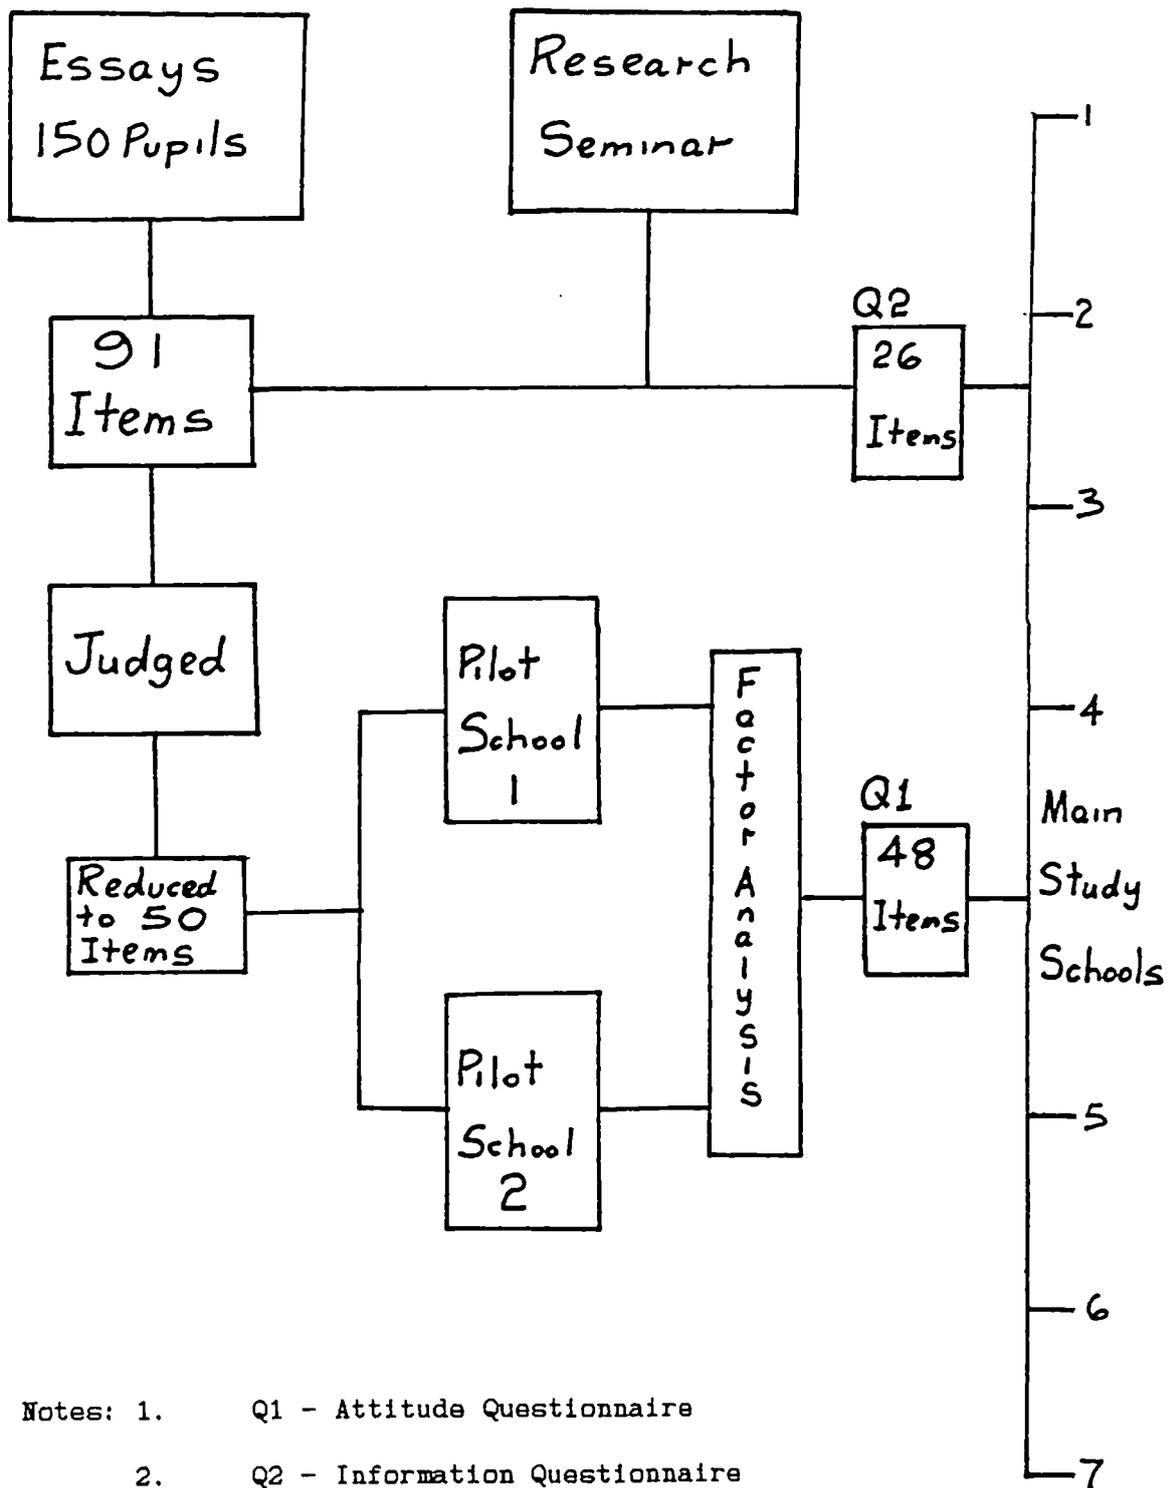 Essays
150 Pupils
Research
Seminar
1
2
3
4
Main
Study
Schools
5
6
7
91
Items
Q2
26
Items
Judged
Reduced
to 50
Items
Pilot
School
1
Pilot
School
2
Factor Analysis
Q1
48
Items
Notes: 1. Q1 - Attitude Questionnaire
2. Q2 - Information Questionnaire